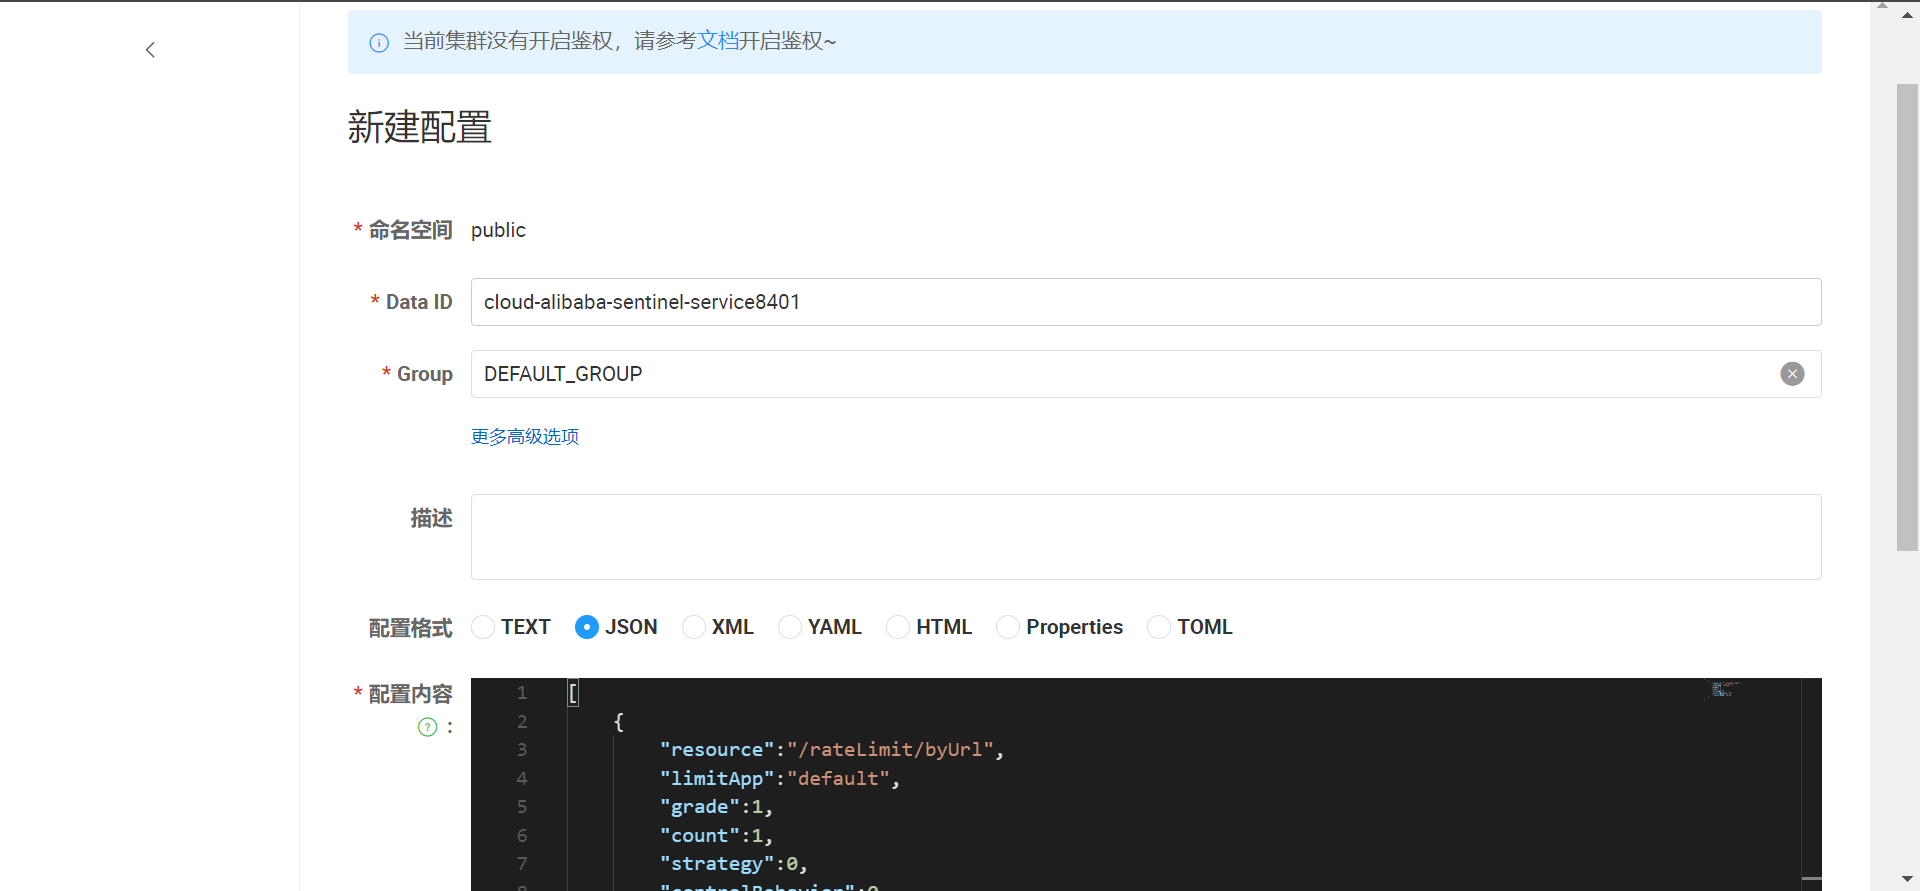 当前集群没有开启鉴权，请参考文档开启鉴权~
新建配置
* 命名空间 public
* Data ID cloud-alibaba-sentinel-service8401
* Group DEFAULT_GROUP
更多高级选项
描述
配置格式 TEXT JSON XML YAML HTML Properties TOML
* 配置内容 ? :
1 [
2 {
3 "resource":"/rateLimit/byUrl",
4 "limitApp":"default",
5 "grade":1,
6 "count":1,
7 "strategy":0,